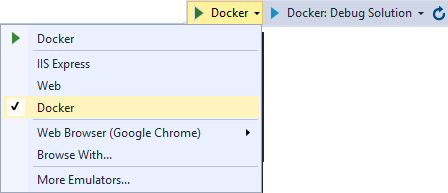 Docker Docker: Debug Solution
Docker
IIS Express
Web
Docker
Web Browser (Google Chrome)
Browse With...
More Emulators...